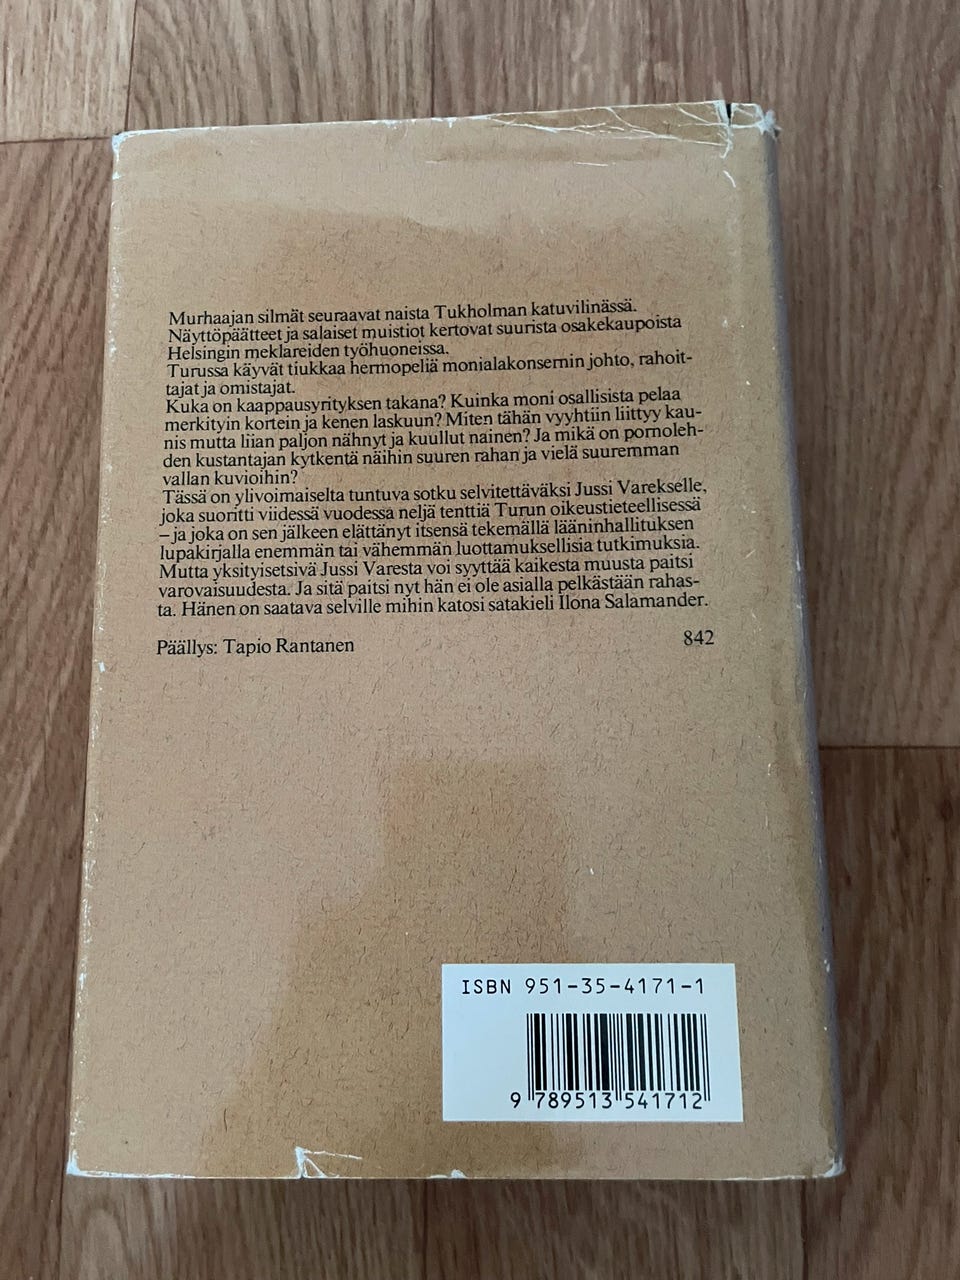 Murhaajan silmät seuraavat naista Tukholman katuvilinässä.
Näyttöpäätteet ja salaiset muistiot kertovat suurista osakekaupoista
Helsingin meklareiden työhuoneissa.
Turussa käyvät tiukkaa hermopeliä monialakonsernin johto, rahoit-
tajat ja omistajat.
Kuka on kaappausyrityksen takana? Kuinka moni osallisista pelaa
merkityin kortein ja kenen laskuun? Miten tähän vyyhtiin liittyy kau-
nis mutta liian paljon nähnyt ja kuullut nainen? Ja mikä on pornoleh-
den kustantajan kytkentä näihin suuren rahan ja vielä suuremman
vallan kuvioihin?
Tässä on ylivoimaiselta tuntuva sotku selvitettäväksi Jussi Varekselle,
joka suoritti viidessä vuodessa neljä tenttiä Turun oikeustieteellisessä
– ja joka on sen jälkeen elättänyt itsensä tekemällä lääninhallituksen
lupakirjalla enemmän tai vähemmän luottamuksellisia tutkimuksia.
Mutta yksityisetsivä Jussi Varesta voi syyttää kaikesta muusta paitsi
varovaisuudesta. Ja sitä paitsi nyt hän ei ole asialla pelkästään rahas-
ta. Hänen on saatava selville mihin katosi satakieli Ilona Salamander.
Päällys: Tapio Rantanen 842
ISBN 951-35-4171-1
9 789513 541712